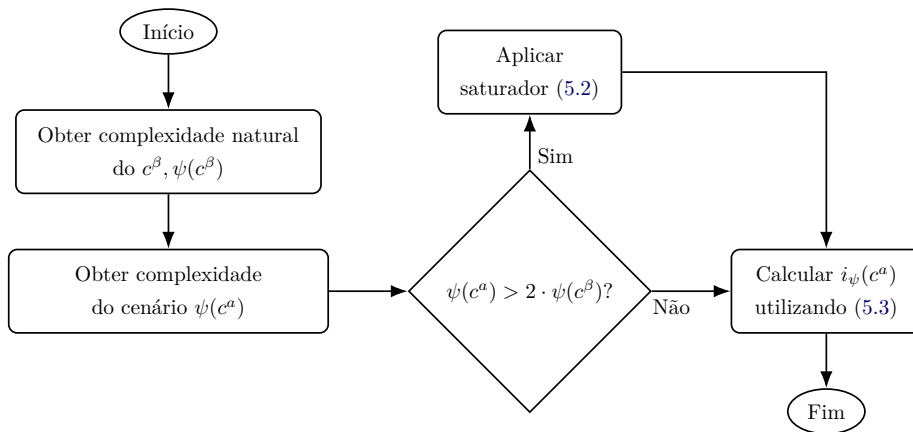 Início
Obter complexidade natural
do c^β, ψ(c^β)
Obter complexidade
do cenário ψ(c^a)
ψ(c^a) > 2 · ψ(c^β)?
Sim
Aplicar
saturador (5.2)
Não
Calcular i_ψ(c^a)
utilizando (5.3)
Fim